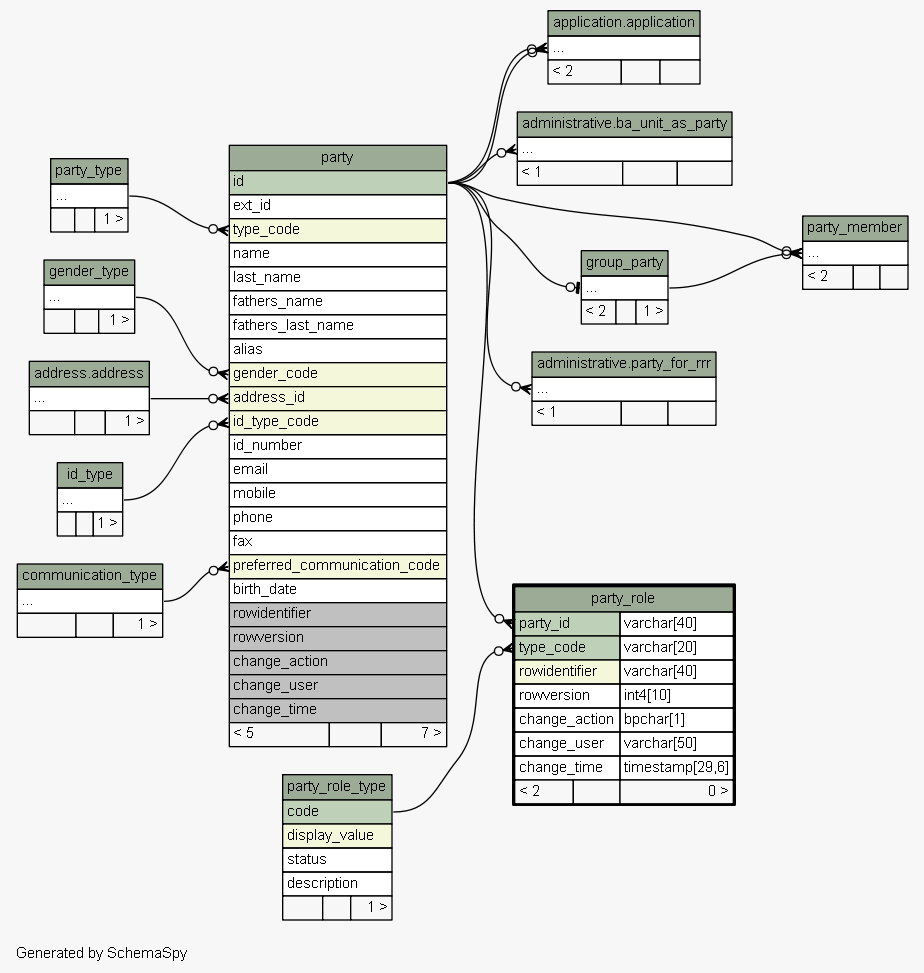 application.application
...
< 2
administrative.ba_unit_as_party
...
< 1
party_type
...
1 >
gender_type
...
1 >
address.address
...
1 >
id_type
...
1 >
communication_type
...
1 >
party
id
ext_id
type_code
name
last_name
fathers_name
fathers_last_name
alias
gender_code
address_id
id_type_code
id_number
email
mobile
phone
fax
preferred_communication_code
birth_date
rowidentifier
rowversion
change_action
change_user
change_time
< 5 7 >
party_member
...
< 2
group_party
...
< 2 1 >
administrative.party_for_rrr
...
< 1
party_role
party_id varchar[40]
type_code varchar[20]
rowidentifier varchar[40]
rowversion int4[10]
change_action bpchar[1]
change_user varchar[50]
change_time timestamp[29,6]
< 2 0 >
party_role_type
code
display_value
status
description
1 >
Generated by SchemaSpy